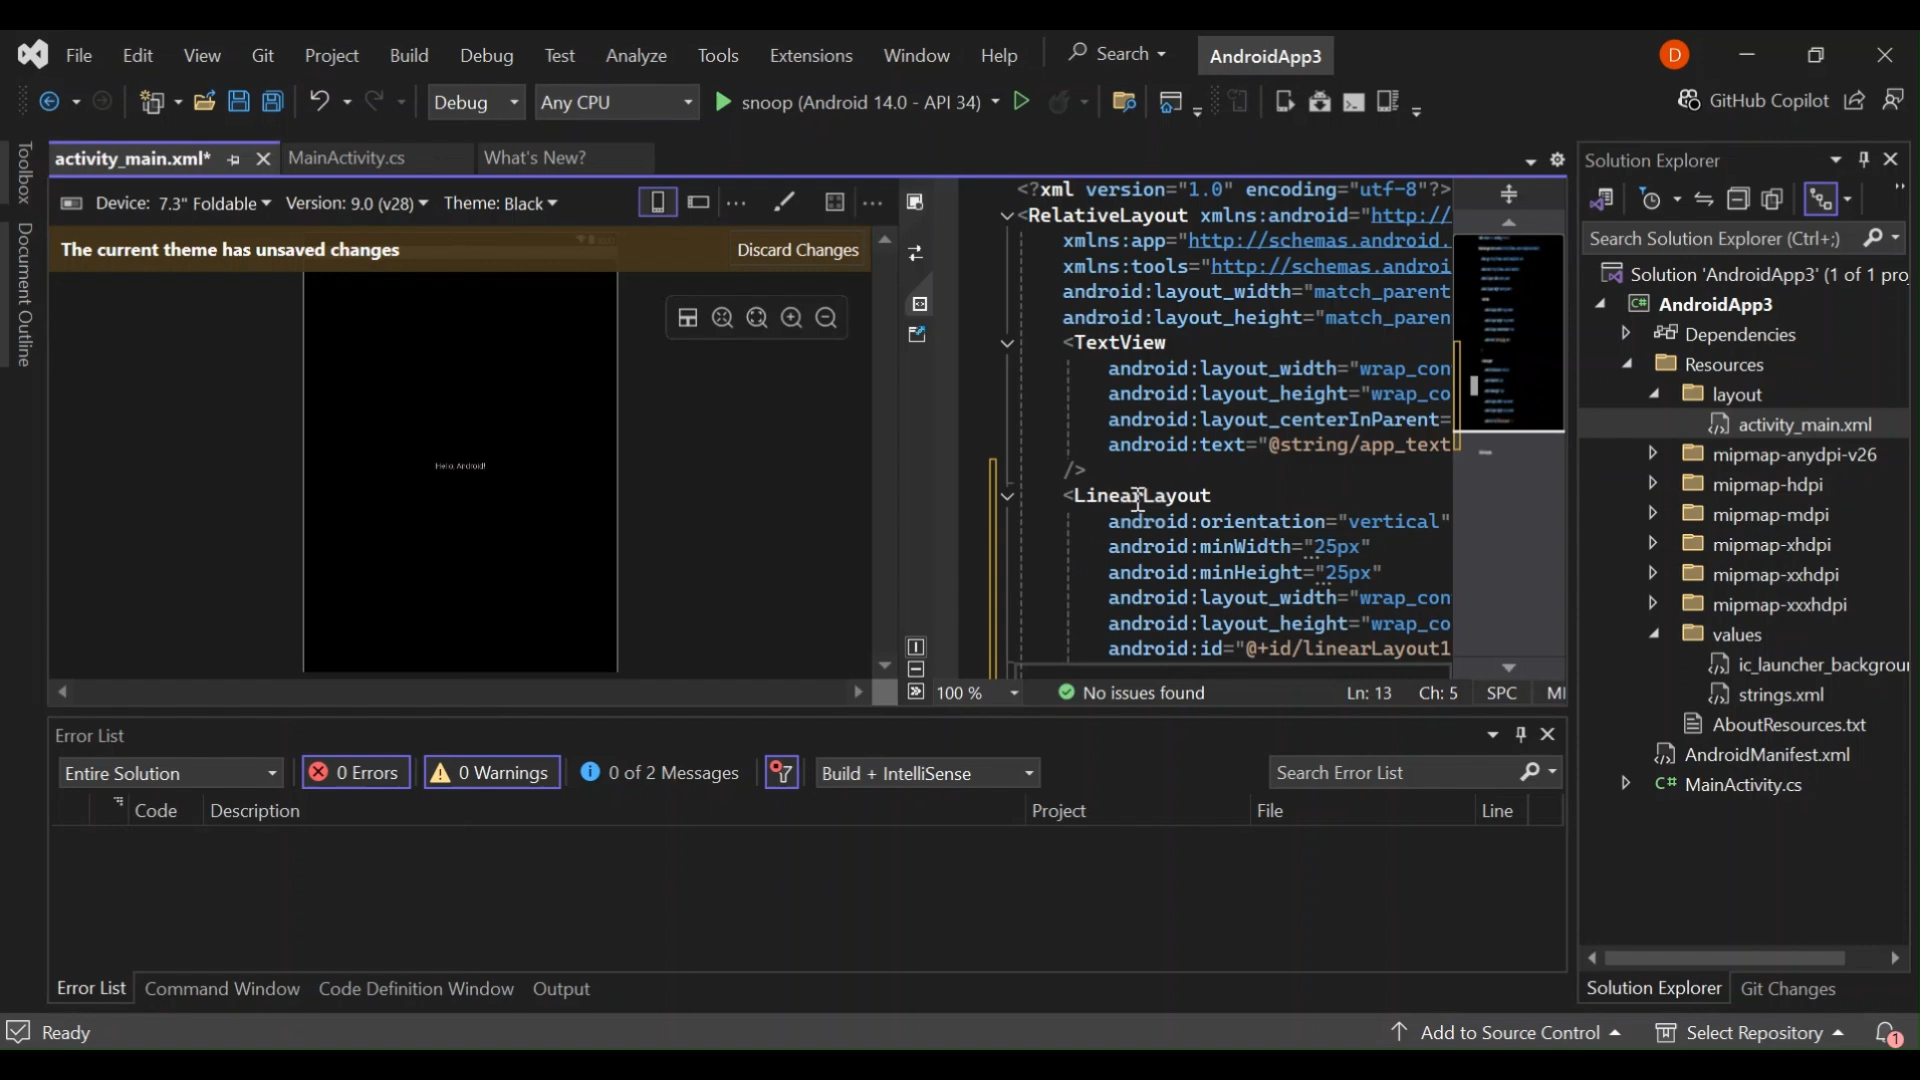 File Edit View Git Project Build Debug Test Analyze Tools Extensions Window Help Search AndroidApp3 D
Debug Any CPU snoop (Android 14.0 - API 34) GitHub Copilot
Toolbox
Document Outline
activity_main.xml* MainActivity.cs What's New?
Device: 7.3" Foldable Version: 9.0 (v28) Theme: Black
The current theme has unsaved changes Discard Changes
Hello, Android!
<?xml version="1.0" encoding="utf-8"?>
<RelativeLayout xmlns:android="http://
xmlns:app="http://schemas.android.
xmlns:tools="http://schemas.androi
android:layout_width="match_parent
android:layout_height="match_paren
<TextView
android:layout_width="wrap_con
android:layout_height="wrap_co
android:layout_centerInParent=
android:text="@string/app_text
/>
<LinearLayout
android:orientation="vertical"
android:minWidth="25px"
android:minHeight="25px"
android:layout_width="wrap_con
android:layout_height="wrap_co
android:id="@+id/linearLayout1
100 % No issues found Ln: 13 Ch: 5 SPC MI
Solution Explorer
Search Solution Explorer (Ctrl+;)
Solution 'AndroidApp3' (1 of 1 pro
C# AndroidApp3
Dependencies
Resources
layout
activity_main.xml
mipmap-anydpi-v26
mipmap-hdpi
mipmap-mdpi
mipmap-xhdpi
mipmap-xxhdpi
mipmap-xxxhdpi
values
ic_launcher_backgrou
strings.xml
AboutResources.txt
AndroidManifest.xml
C# MainActivity.cs
Solution Explorer Git Changes
Error List
Entire Solution 0 Errors 0 Warnings 0 of 2 Messages Build + IntelliSense Search Error List
Code Description Project File Line
Error List Command Window Code Definition Window Output
Ready Add to Source Control Select Repository 1